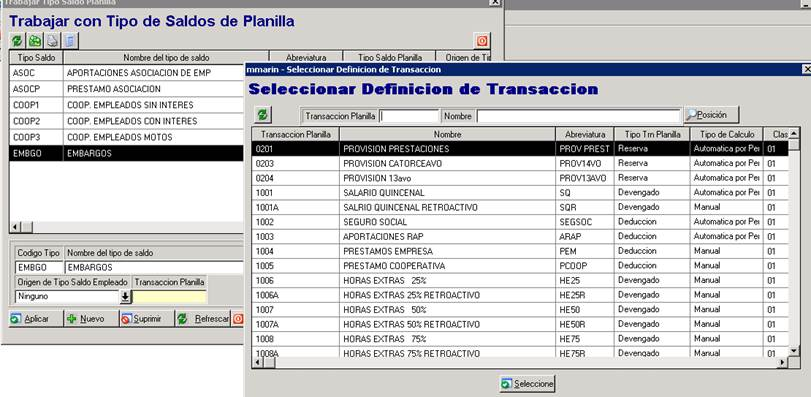 Trabajar Tipo Saldo Planilla
Trabajar con Tipo de Saldos de Planilla
Tipo Saldo Nombre del tipo de saldo Abreviatura Tipo Saldo Planilla Origen de Tip
ASOC APORTACIONES ASOCIACION DE EMP
ASOCP PRESTAMO ASOCIACION
COOP1 COOP. EMPLEADOS SIN INTERES
COOP2 COOP. EMPLEADOS CON INTERES
COOP3 COOP. EMPLEADOS MOTOS
EMBGO EMBARGOS
Codigo Tipo Nombre del tipo de saldo
EMBGO EMBARGOS
Origen de Tipo Saldo Empleado Transaccion Planilla
Ninguno
Aplicar Nuevo Suprimir Refrescar
mmarin - Seleccionar Definicion de Transaccion
Seleccionar Definicion de Transaccion
Transaccion Planilla Nombre Posición
Transaccion Planilla Nombre Abreviatura Tipo Trn Planilla Tipo de Calculo Clas
0201 PROVISION PRESTACIONES PROV PREST Reserva Automatica por Per 01
0203 PROVISION CATORCEAVO PROV14VO Reserva Automatica por Per 01
0204 PROVISION 13avo PROV13AVO Reserva Automatica por Per 01
1001 SALARIO QUINCENAL SQ Devengado Automatica por Per 01
1001A SALRIO QUINCENAL RETROACTIVO SQR Devengado Manual 01
1002 SEGURO SOCIAL SEGSOC Deduccion Automatica por Per 01
1003 APORTACIONES RAP ARAP Deduccion Automatica por Per 01
1004 PRESTAMOS EMPRESA PEM Deduccion Manual 01
1005 PRESTAMO COOPERATIVA PCOOP Deduccion Manual 01
1006 HORAS EXTRAS 25% HE25 Devengado Manual 01
1006A HORAS EXTRAS 25% RETROACTIVO HE25R Devengado Manual 01
1007 HORAS EXTRAS 50% HE50 Devengado Manual 01
1007A HORAS EXTRAS 50% RETROACTIVO HE50R Devengado Manual 01
1008 HORAS EXTRAS 75% HE75 Devengado Manual 01
1008A HORAS EXTRAS 75% RETROACTIVO HE75R Devengado Manual 01
Seleccione